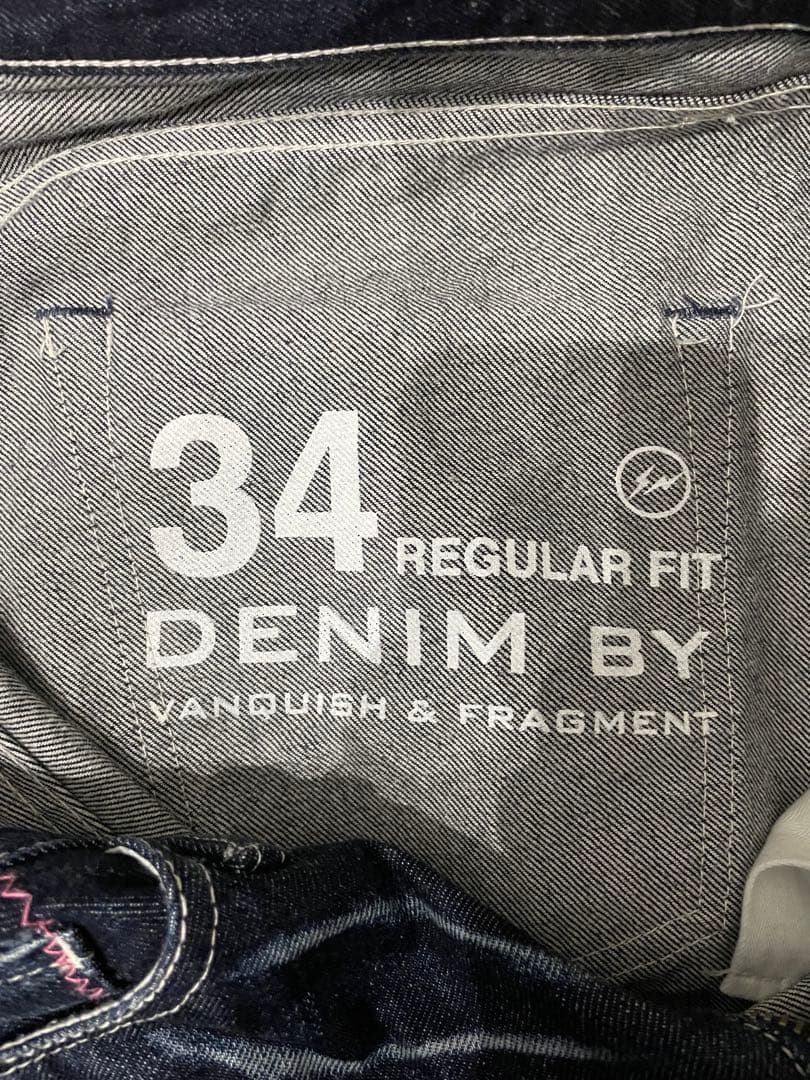 34 REGULAR FIT
DENIM BY
VANQUISH & FRAGMENT